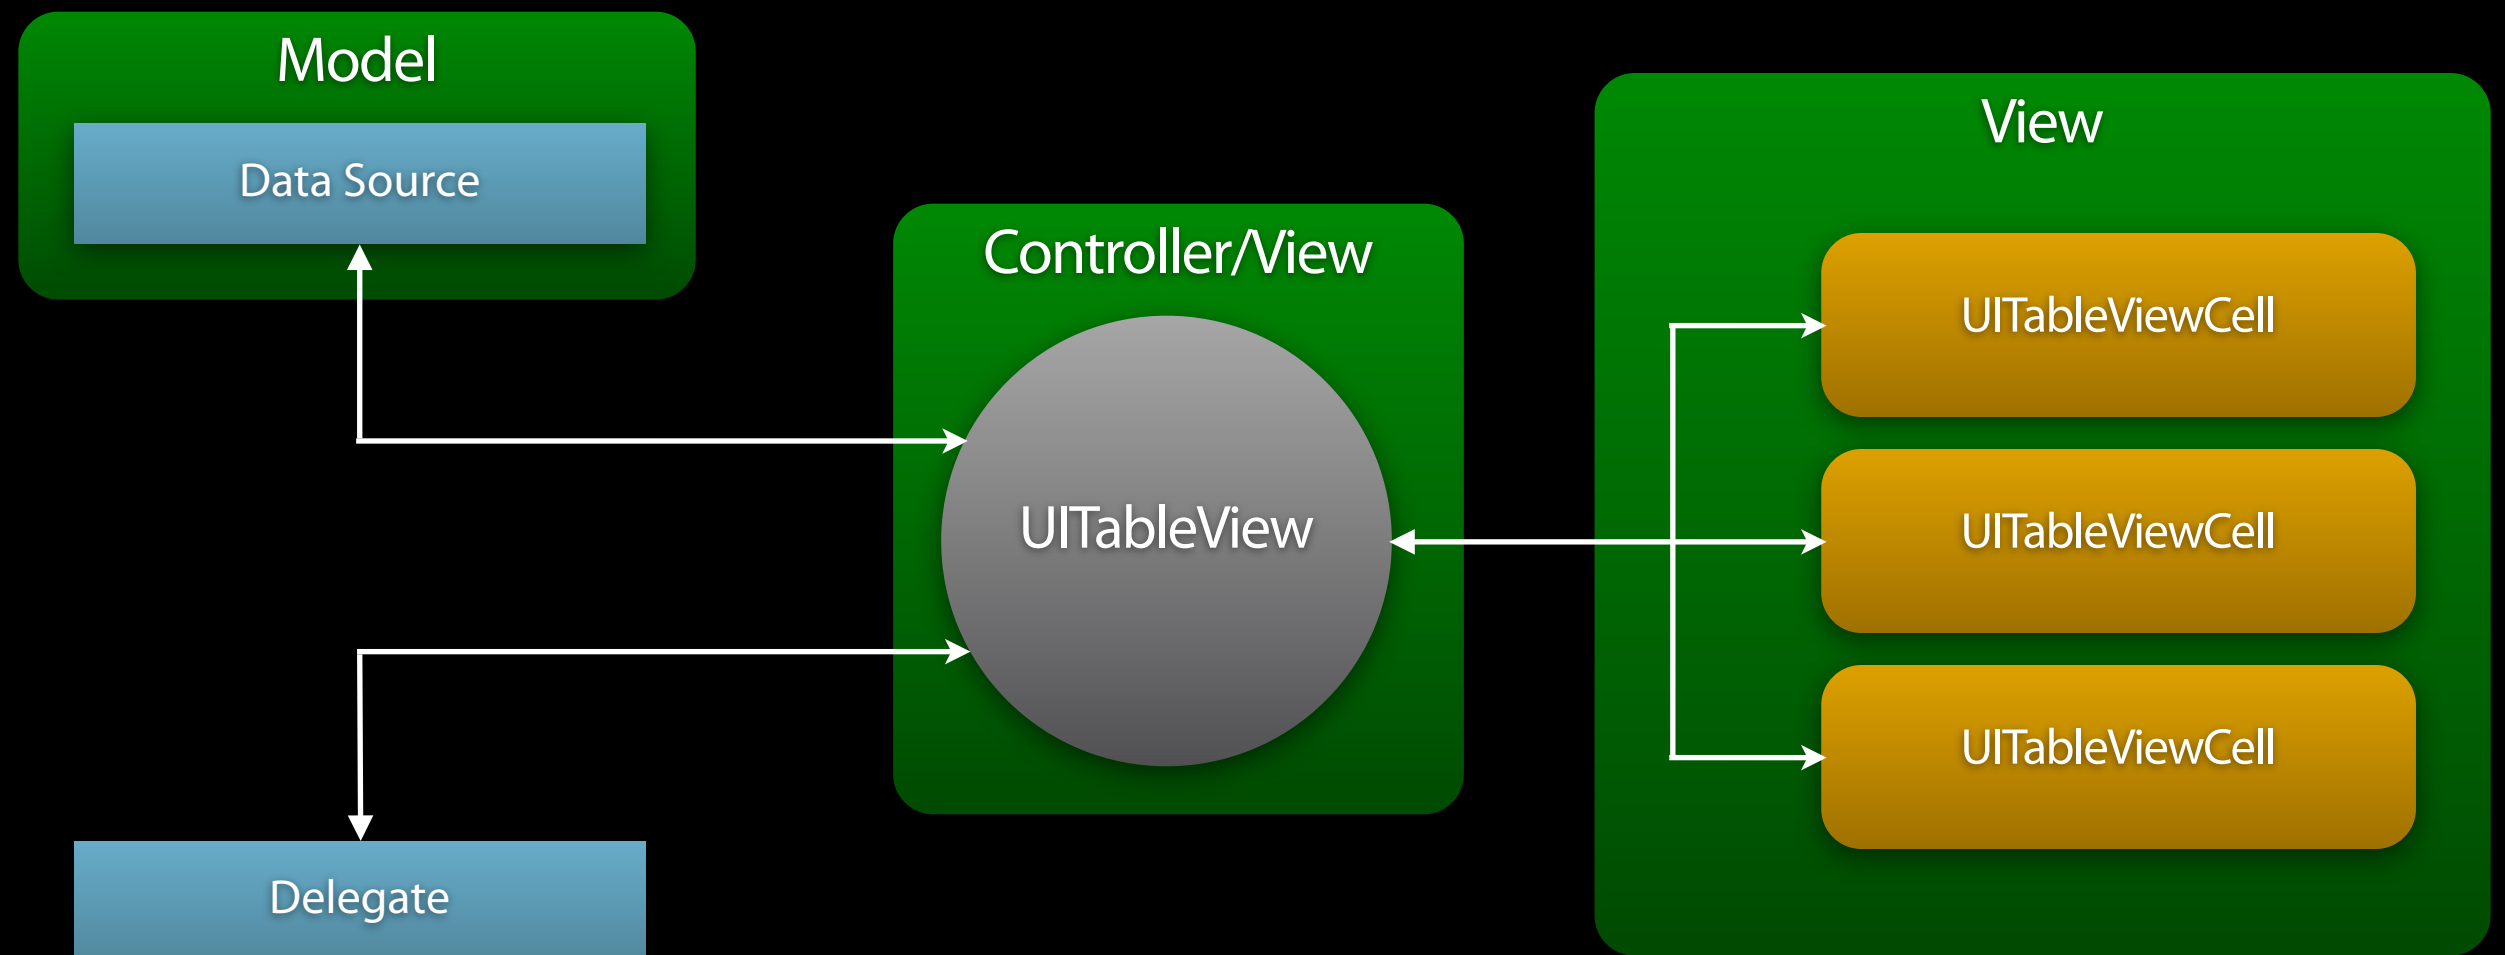 Model
Data Source
Controller/View
UITableView
View
UITableViewCell
UITableViewCell
UITableViewCell
Delegate